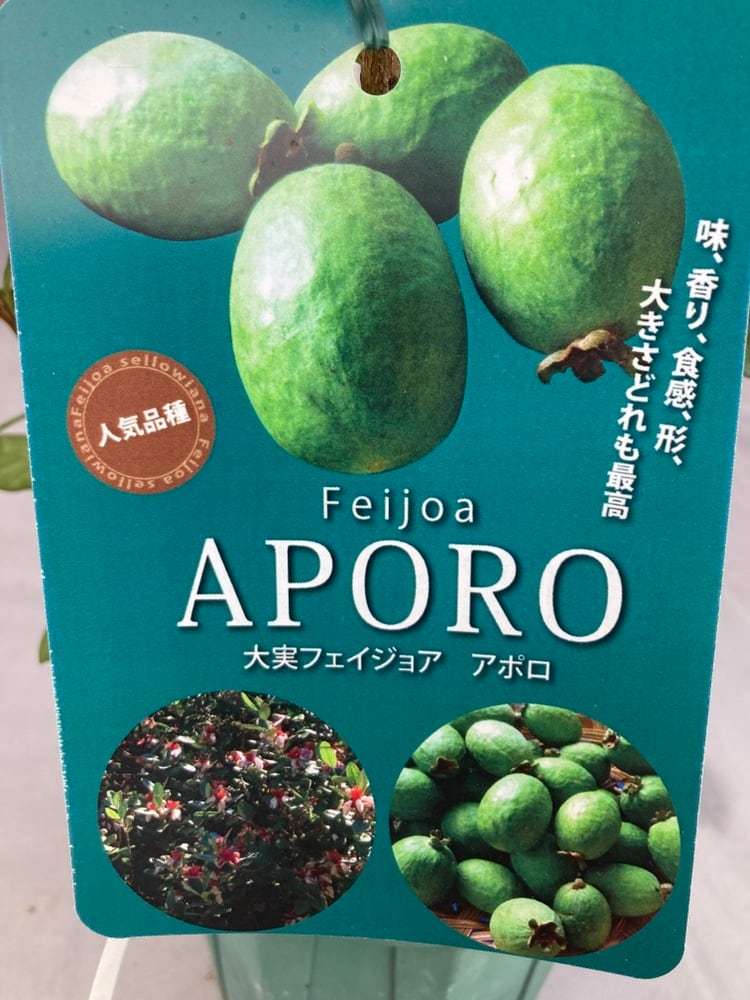 味、香り、食感、形、
大きさどれも最高
Feijoa sellowiana Feijoa sellowiana
人気品種
Feijoa
APORO
大実フェイジョア アポロ